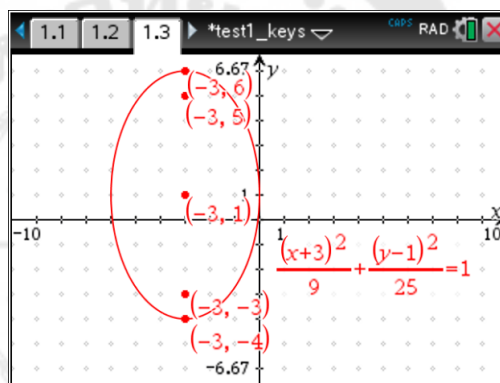 1.1 1.2 1.3 *test1_keys CAPS RAD
6.67 y
(-3, 6)
(-3, 5)
1
(-3, 1)
x
-10 1 10
(x+3)²/9 + (y-1)²/25 = 1
(-3, -3)
(-3, -4)
-6.67